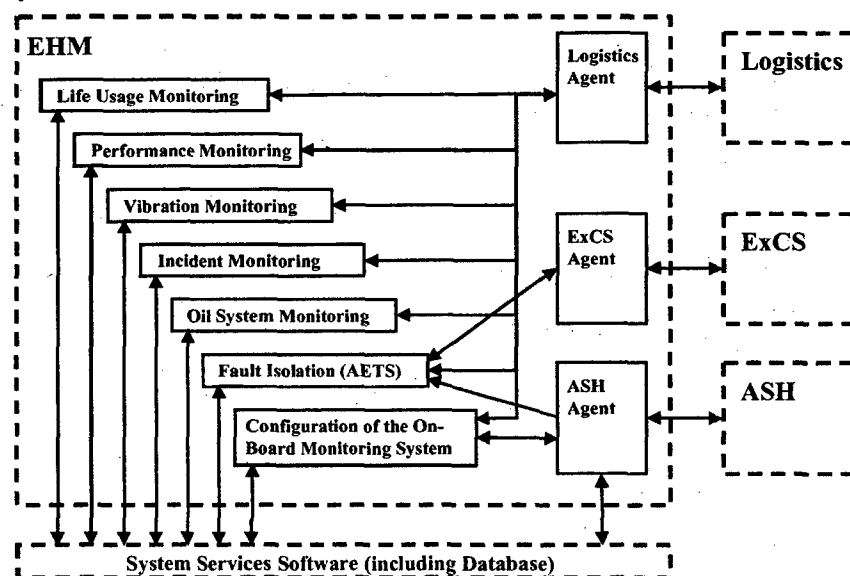 EHM
Logistics
Agent
Logistics
Life Usage Monitoring
Performance Monitoring
Vibration Monitoring
ExCS
Agent
ExCS
Incident Monitoring
Oil System Monitoring
Fault Isolation (AETS)
ASH
Agent
ASH
Configuration of the On-
Board Monitoring System
System Services Software (including Database)